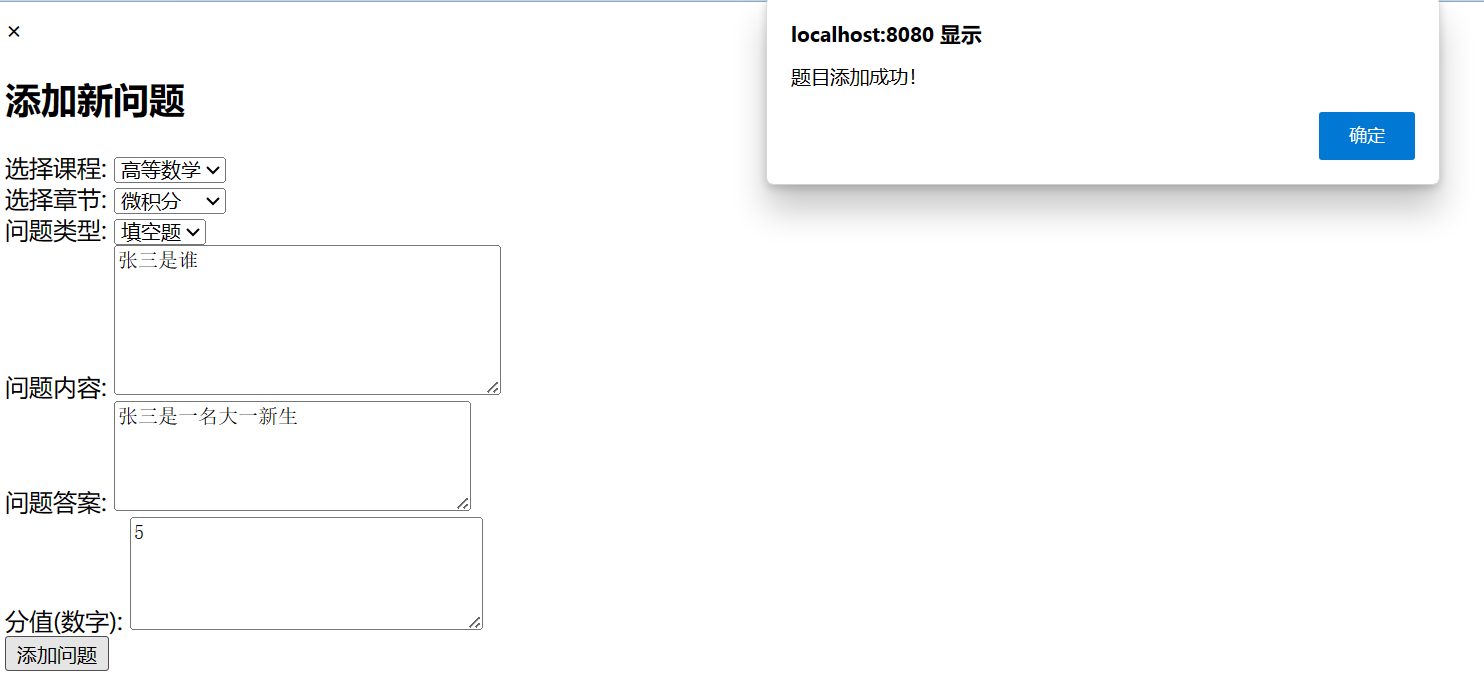 ×
localhost:8080 显示
题目添加成功！
确定
添加新问题
选择课程: 高等数学
选择章节: 微积分
问题类型: 填空题
张三是谁
问题内容:
张三是一名大一新生
问题答案:
5
分值(数字):
添加问题